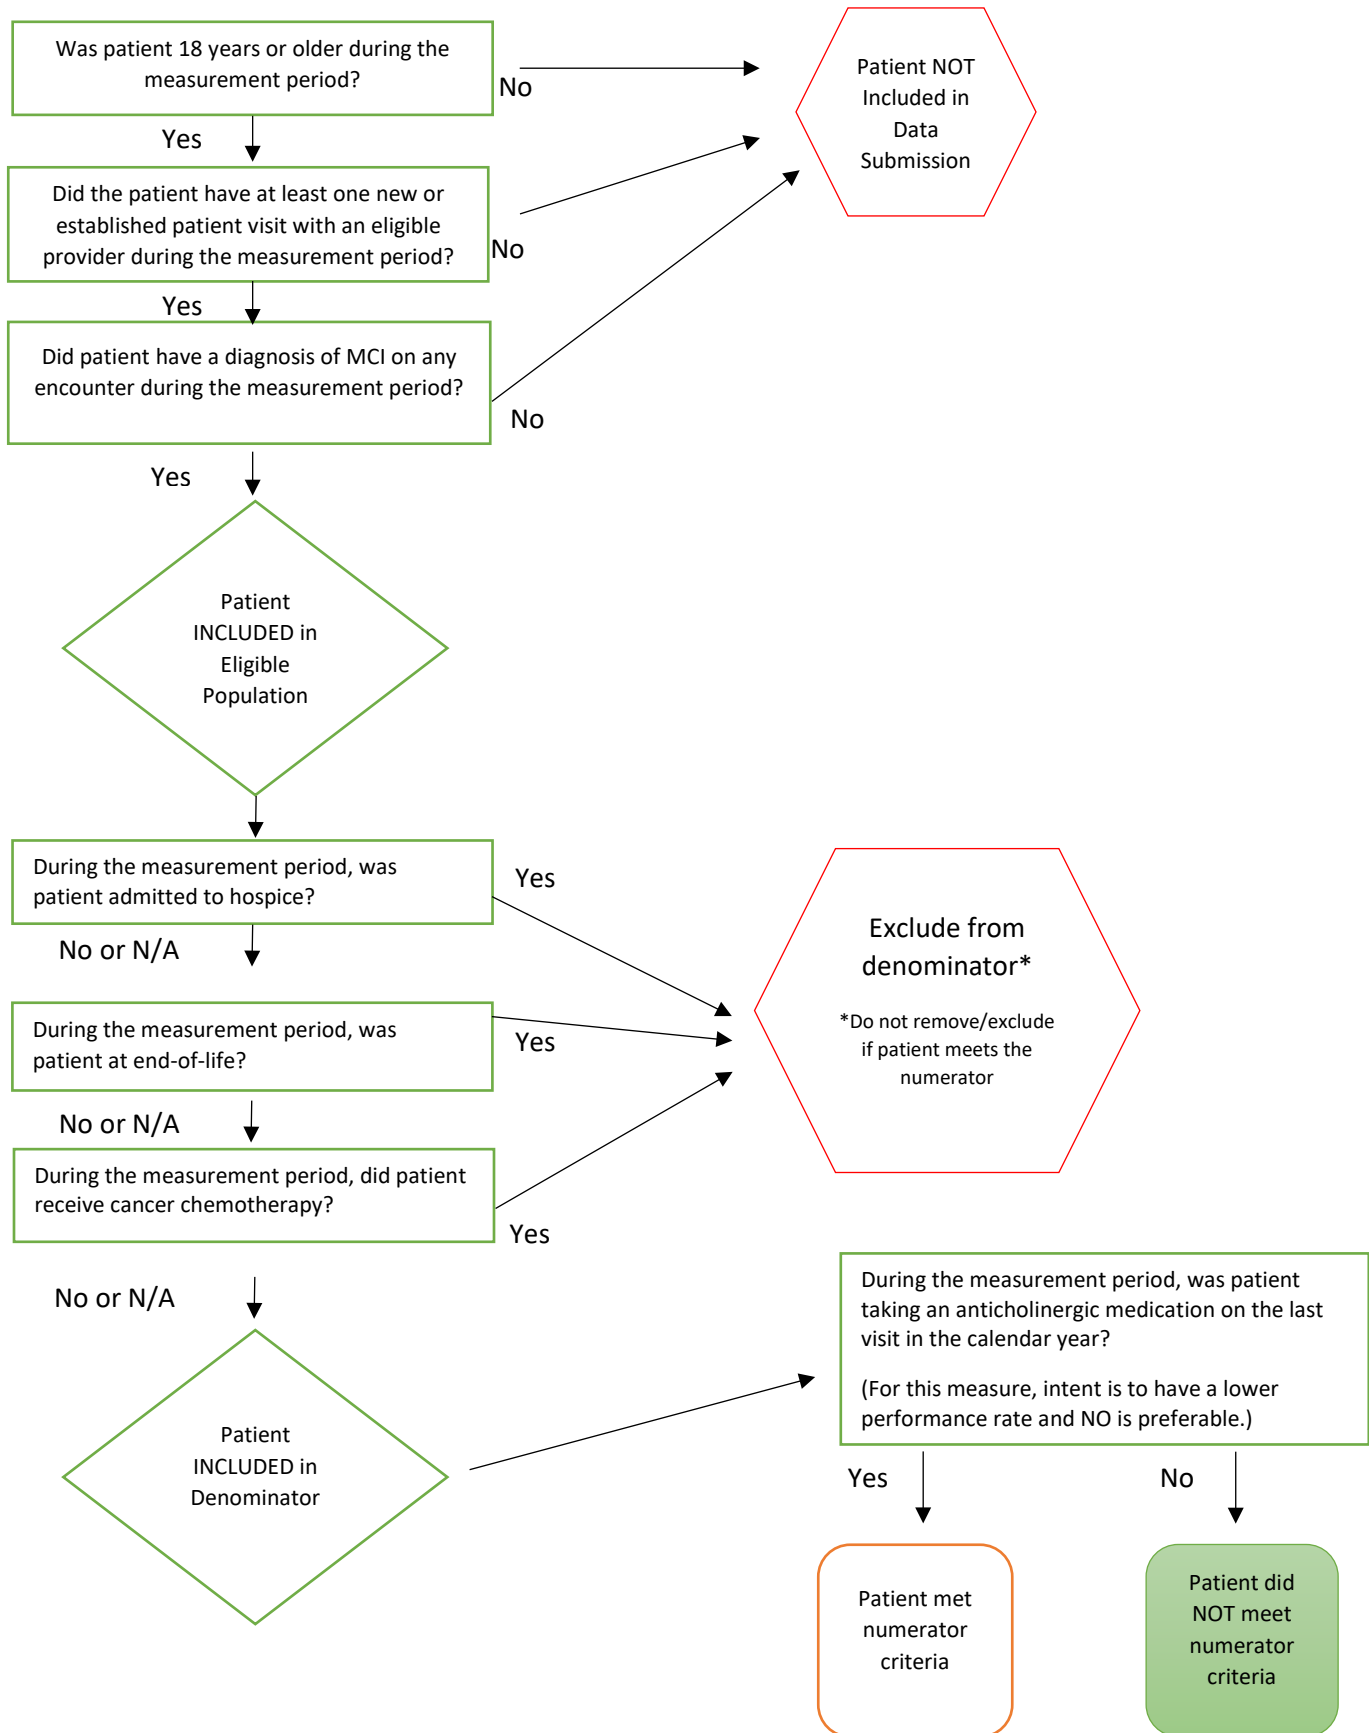 Was patient 18 years or older during the
measurement period?
No
Patient NOT
Included in
Data
Submission
Yes
Did the patient have at least one new or
established patient visit with an eligible
provider during the measurement period?
No
Yes
Did patient have a diagnosis of MCI on any
encounter during the measurement period?
No
Yes
Patient
INCLUDED in
Eligible
Population
During the measurement period, was
patient admitted to hospice?
Yes
No or N/A
Exclude from
denominator*
*Do not remove/exclude
if patient meets the
numerator
During the measurement period, was
patient at end-of-life?
Yes
No or N/A
During the measurement period, did patient
receive cancer chemotherapy?
Yes
No or N/A
Patient
INCLUDED in
Denominator
During the measurement period, was patient
taking an anticholinergic medication on the last
visit in the calendar year?
(For this measure, intent is to have a lower
performance rate and NO is preferable.)
Yes
No
Patient met
numerator
criteria
Patient did
NOT meet
numerator
criteria